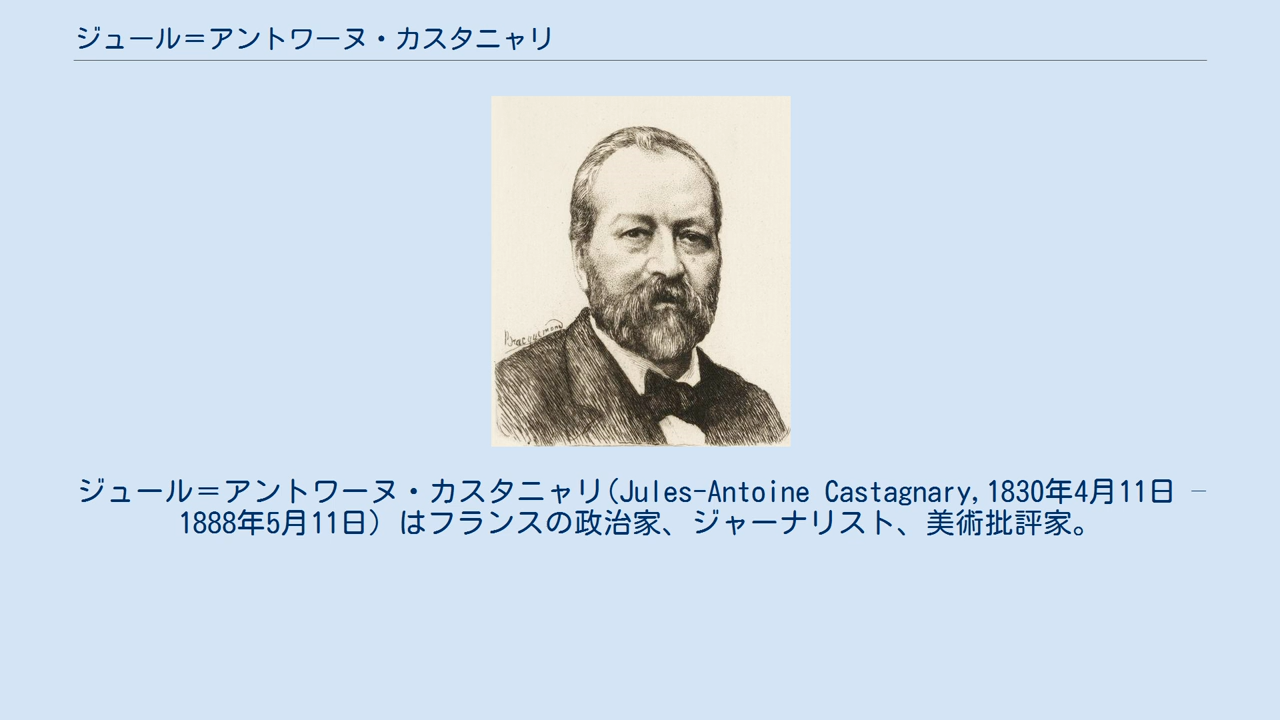 ジュール＝アントワーヌ・カスタニャリ
Bracquemond
ジュール＝アントワーヌ・カスタニャリ(Jules-Antoine Castagnary,1830年4月11日 –
1888年5月11日）はフランスの政治家、ジャーナリスト、美術批評家。